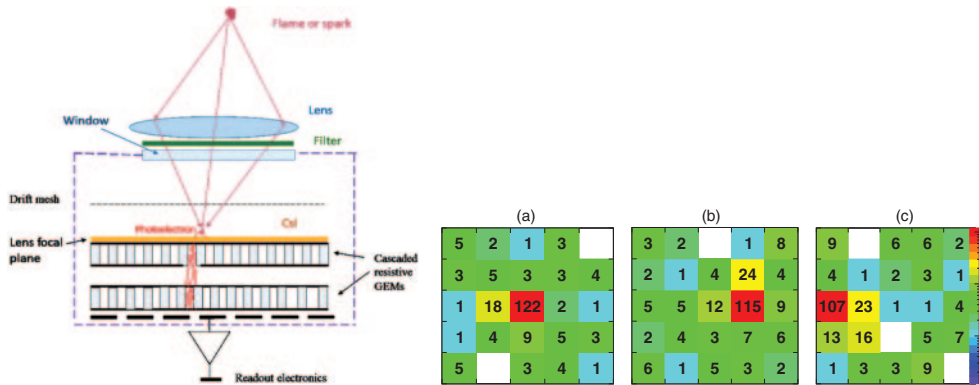 Flame or spark
Lens
Window
Filter
Drift mesh
Photoelectron
CsI
Lens focal
plane
Cascaded
resistive
GEMs
Readout electronics
(a)
5 2 1 3
3 5 3 3 4
1 18 122 2 1
1 4 9 5 3
5 3 4 1
(b)
3 2 1 8
2 1 4 24 4
5 5 12 115 9
2 4 3 7 6
6 1 5 3 2
(c)
9 6 6 2
4 1 2 3 1
107 23 1 1 4
13 16 5 7
1 3 3 9